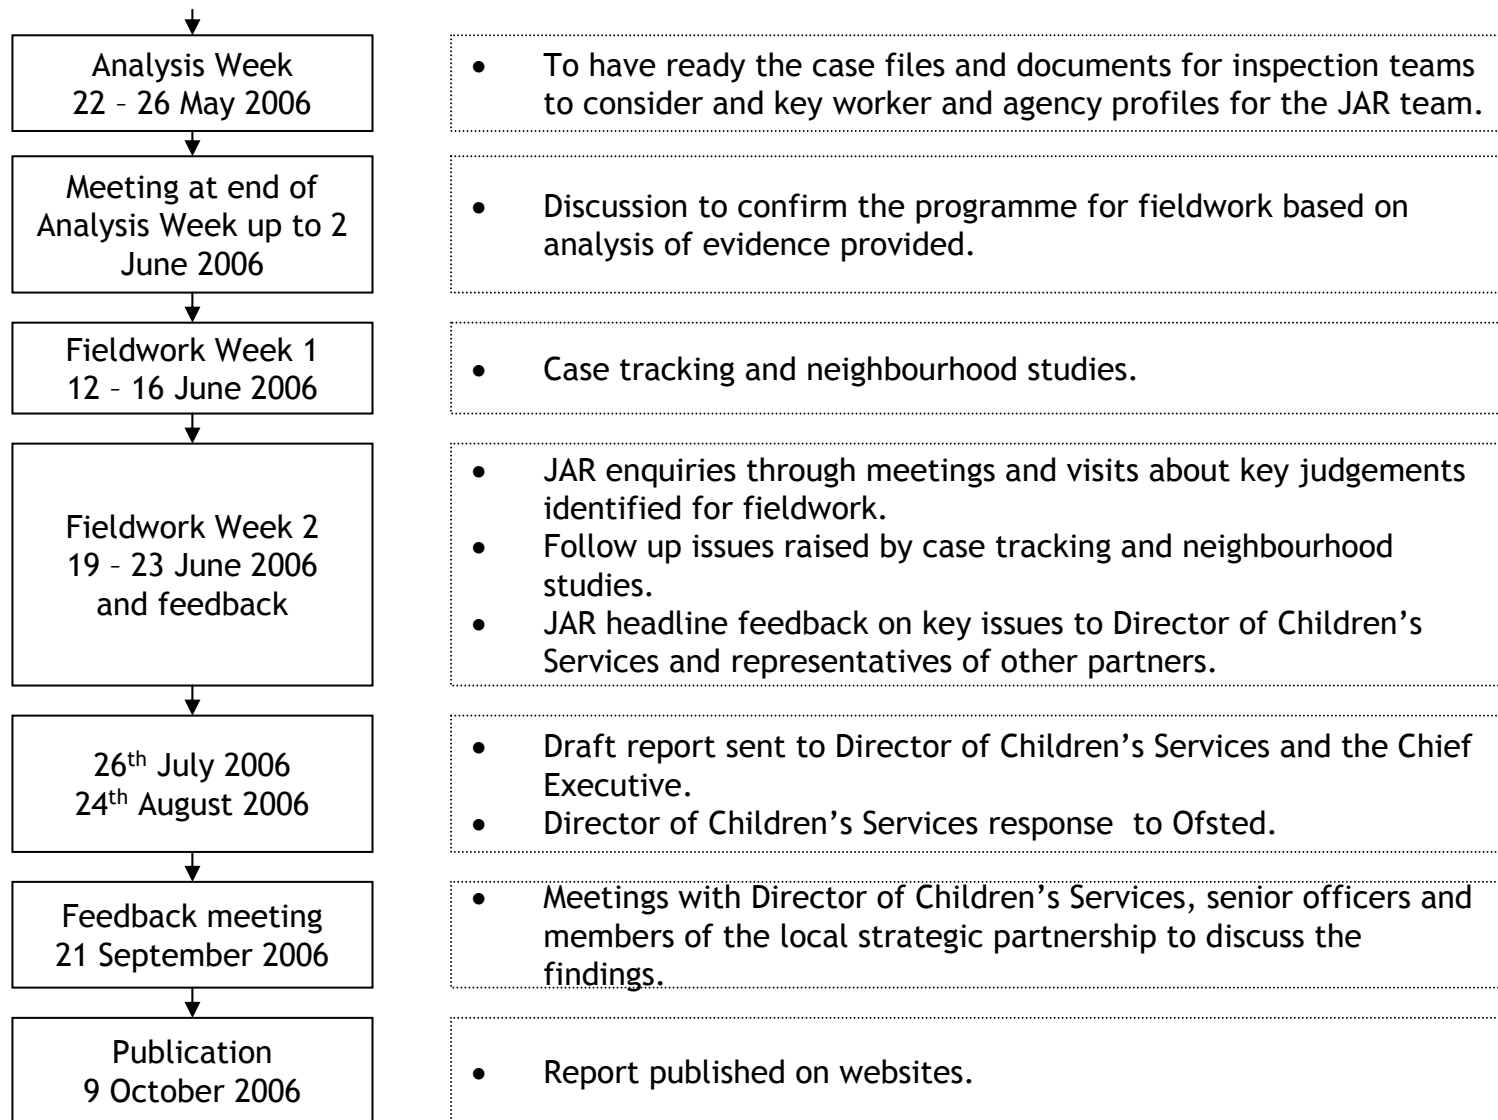 Analysis Week
22 – 26 May 2006
• To have ready the case files and documents for inspection teams
to consider and key worker and agency profiles for the JAR team.
Meeting at end of
Analysis Week up to 2
June 2006
• Discussion to confirm the programme for fieldwork based on
analysis of evidence provided.
Fieldwork Week 1
12 – 16 June 2006
• Case tracking and neighbourhood studies.
Fieldwork Week 2
19 – 23 June 2006
and feedback
• JAR enquiries through meetings and visits about key judgements
identified for fieldwork.
• Follow up issues raised by case tracking and neighbourhood
studies.
• JAR headline feedback on key issues to Director of Children’s
Services and representatives of other partners.
26th July 2006
24th August 2006
• Draft report sent to Director of Children’s Services and the Chief
Executive.
• Director of Children’s Services response  to Ofsted.
Feedback meeting
21 September 2006
• Meetings with Director of Children’s Services, senior officers and
members of the local strategic partnership to discuss the
findings.
Publication
9 October 2006
• Report published on websites.